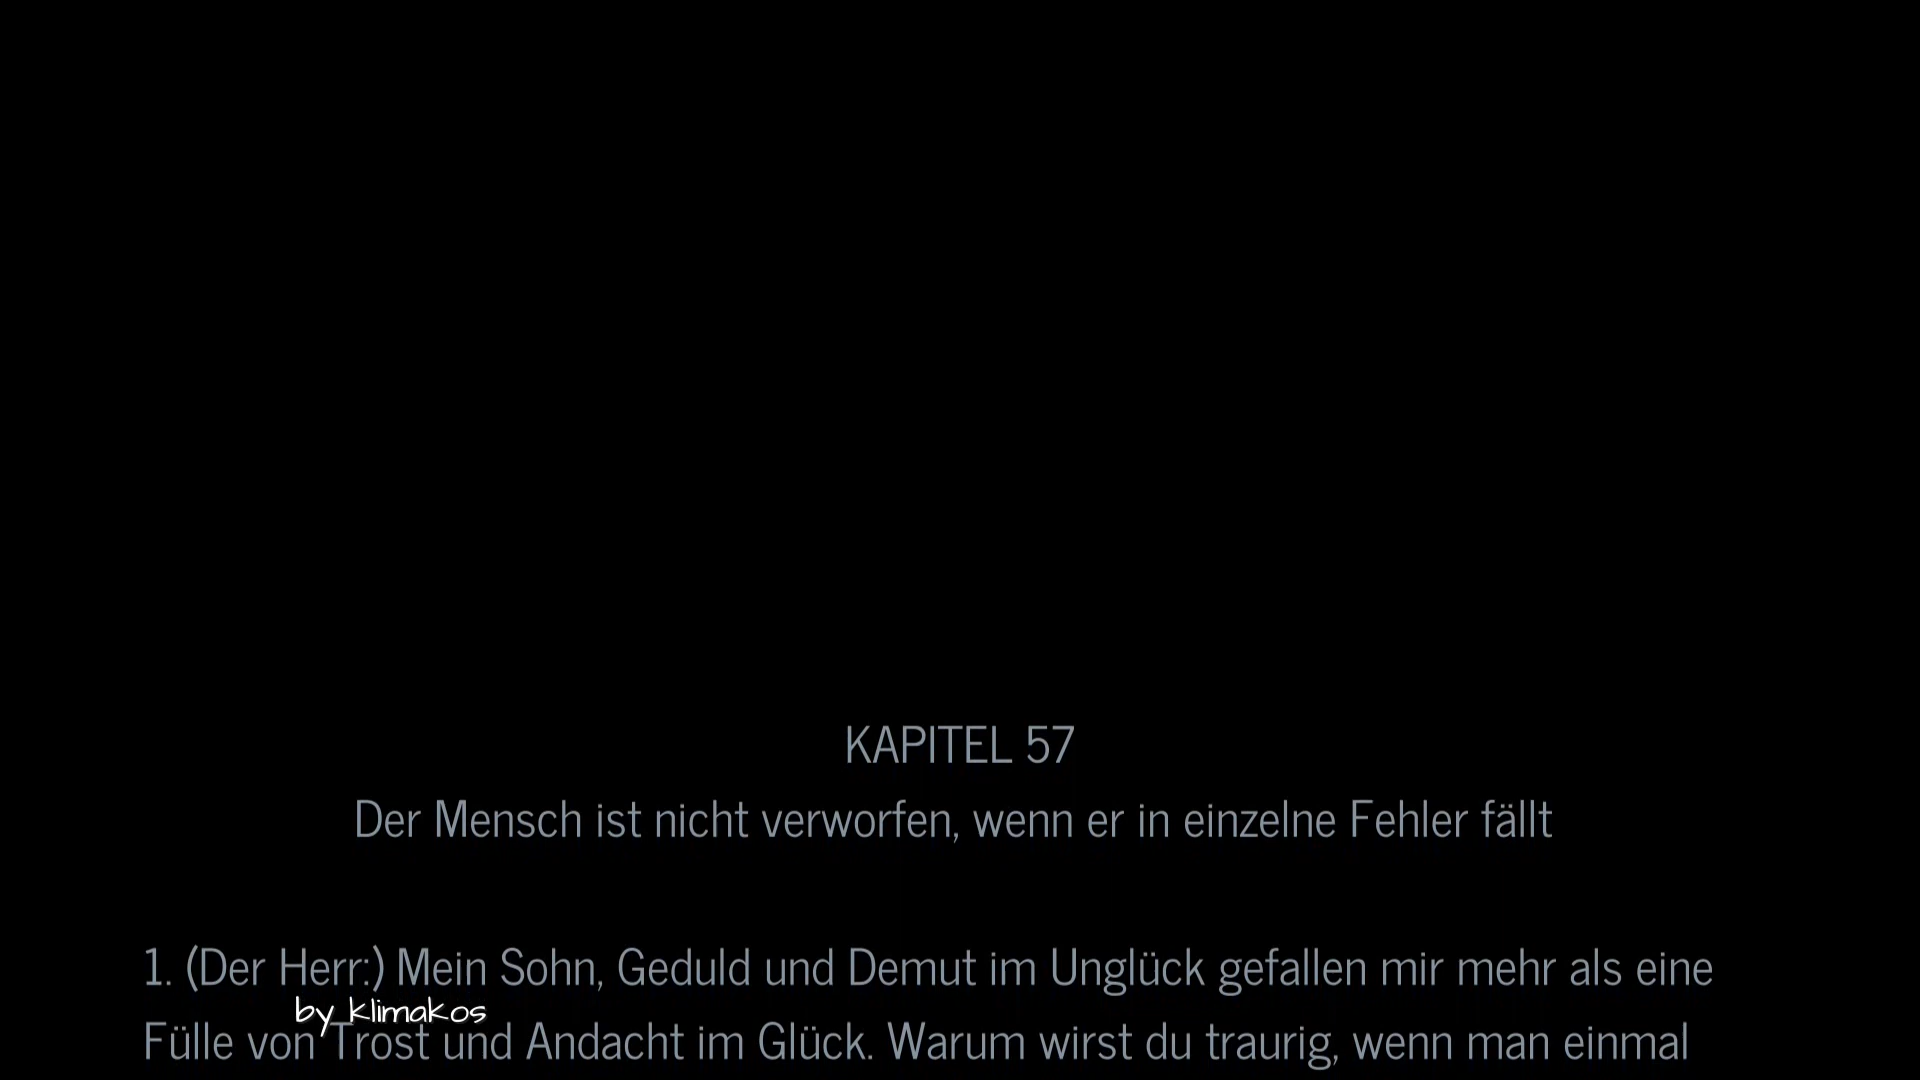 KAPITEL 57
Der Mensch ist nicht verworfen, wenn er in einzelne Fehler fällt
1. (Der Herr:) Mein Sohn, Geduld und Demut im Unglück gefallen mir mehr als eine
by klimakos
Fülle von Trost und Andacht im Glück. Warum wirst du traurig, wenn man einmal